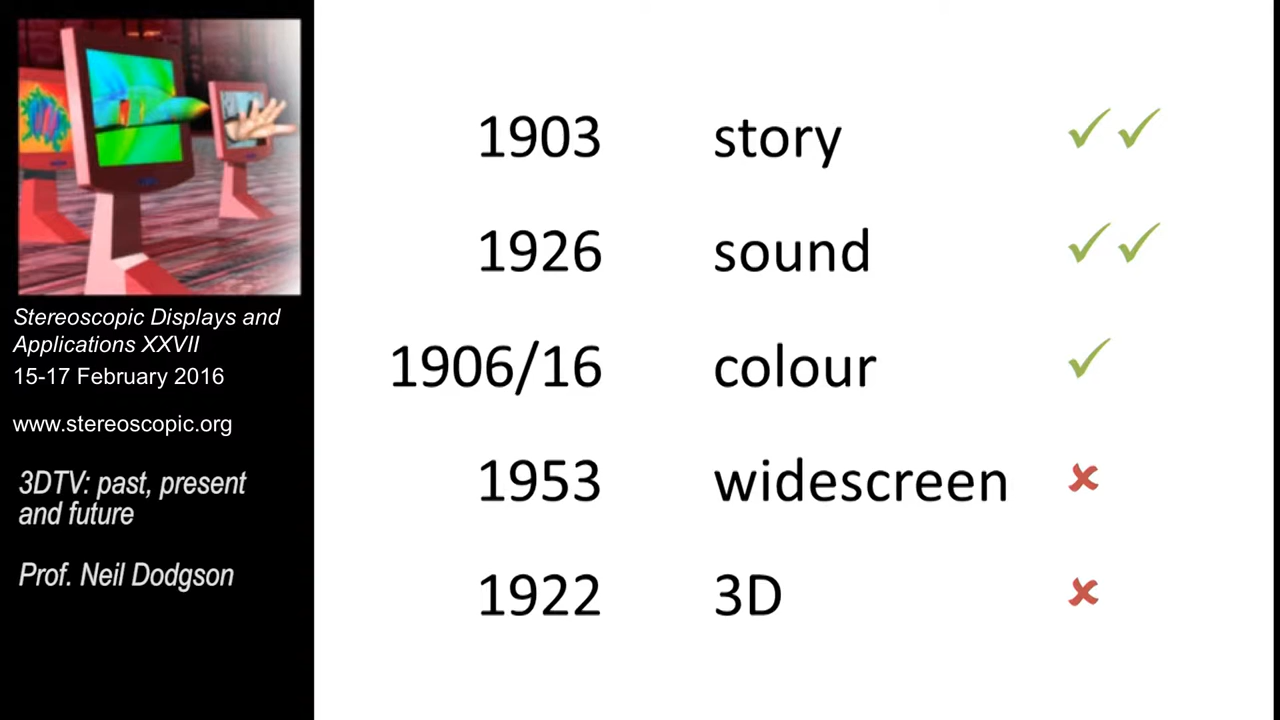 Stereoscopic Displays and
Applications XXVII
15-17 February 2016
www.stereoscopic.org
3DTV: past, present
and future
Prof. Neil Dodgson
1903 story ✓✓
1926 sound ✓✓
1906/16 colour ✓
1953 widescreen ✘
1922 3D ✘